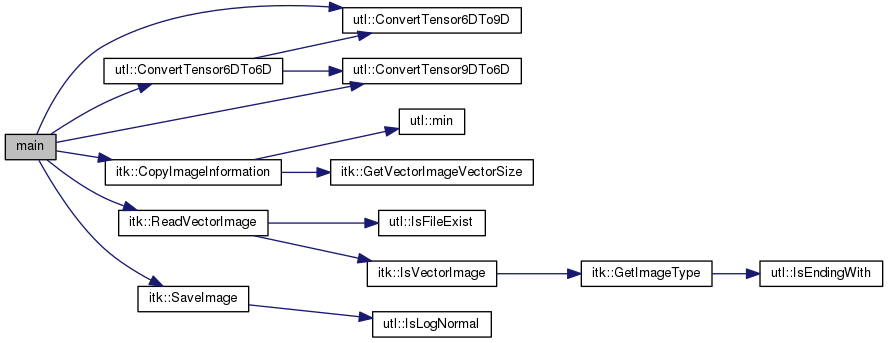 utl::ConvertTensor6DTo9D
utl::ConvertTensor6DTo6D
utl::ConvertTensor9DTo6D
utl::min
main
itk::CopyImageInformation
itk::GetVectorImageVectorSize
itk::ReadVectorImage
utl::IsFileExist
itk::IsVectorImage
itk::GetImageType
utl::IsEndingWith
itk::SaveImage
utl::IsLogNormal